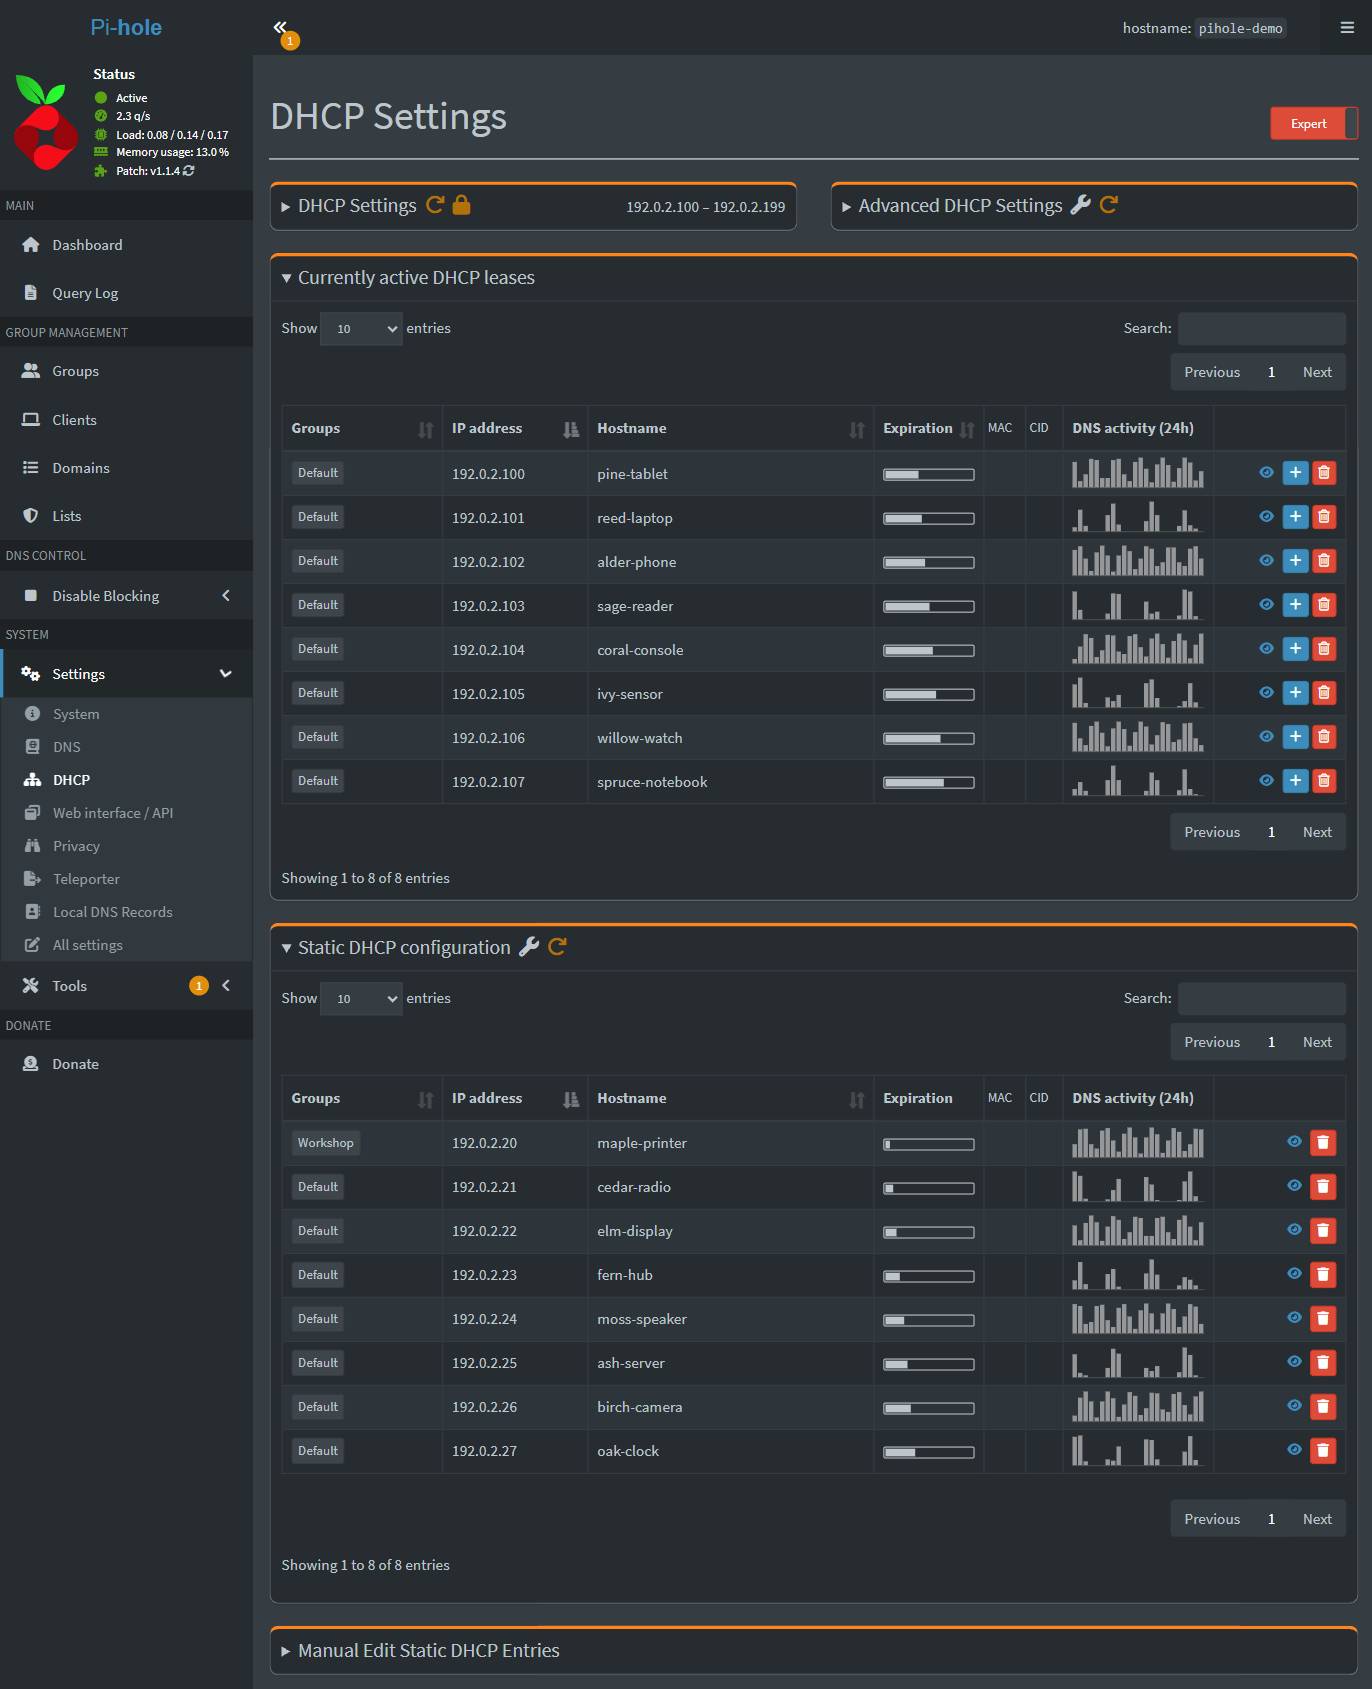 Pi-hole
1
hostname: pihole-demo
Status
Active
2.3 q/s
Load: 0.08 / 0.14 / 0.17
Memory usage: 13.0 %
Patch: v1.1.4
MAIN
Dashboard
Query Log
GROUP MANAGEMENT
Groups
Clients
Domains
Lists
DNS CONTROL
Disable Blocking
SYSTEM
Settings
System
DNS
DHCP
Web interface / API
Privacy
Teleporter
Local DNS Records
All settings
Tools 1
DONATE
Donate
DHCP Settings
Expert
DHCP Settings 192.0.2.100 – 192.0.2.199
Advanced DHCP Settings
Currently active DHCP leases
Show 10 entries Search:
Previous 1 Next
Groups IP address Hostname Expiration MAC CID DNS activity (24h)
Default 192.0.2.100 pine-tablet
Default 192.0.2.101 reed-laptop
Default 192.0.2.102 alder-phone
Default 192.0.2.103 sage-reader
Default 192.0.2.104 coral-console
Default 192.0.2.105 ivy-sensor
Default 192.0.2.106 willow-watch
Default 192.0.2.107 spruce-notebook
Previous 1 Next
Showing 1 to 8 of 8 entries
Static DHCP configuration
Show 10 entries Search:
Previous 1 Next
Groups IP address Hostname Expiration MAC CID DNS activity (24h)
Workshop 192.0.2.20 maple-printer
Default 192.0.2.21 cedar-radio
Default 192.0.2.22 elm-display
Default 192.0.2.23 fern-hub
Default 192.0.2.24 moss-speaker
Default 192.0.2.25 ash-server
Default 192.0.2.26 birch-camera
Default 192.0.2.27 oak-clock
Previous 1 Next
Showing 1 to 8 of 8 entries
Manual Edit Static DHCP Entries